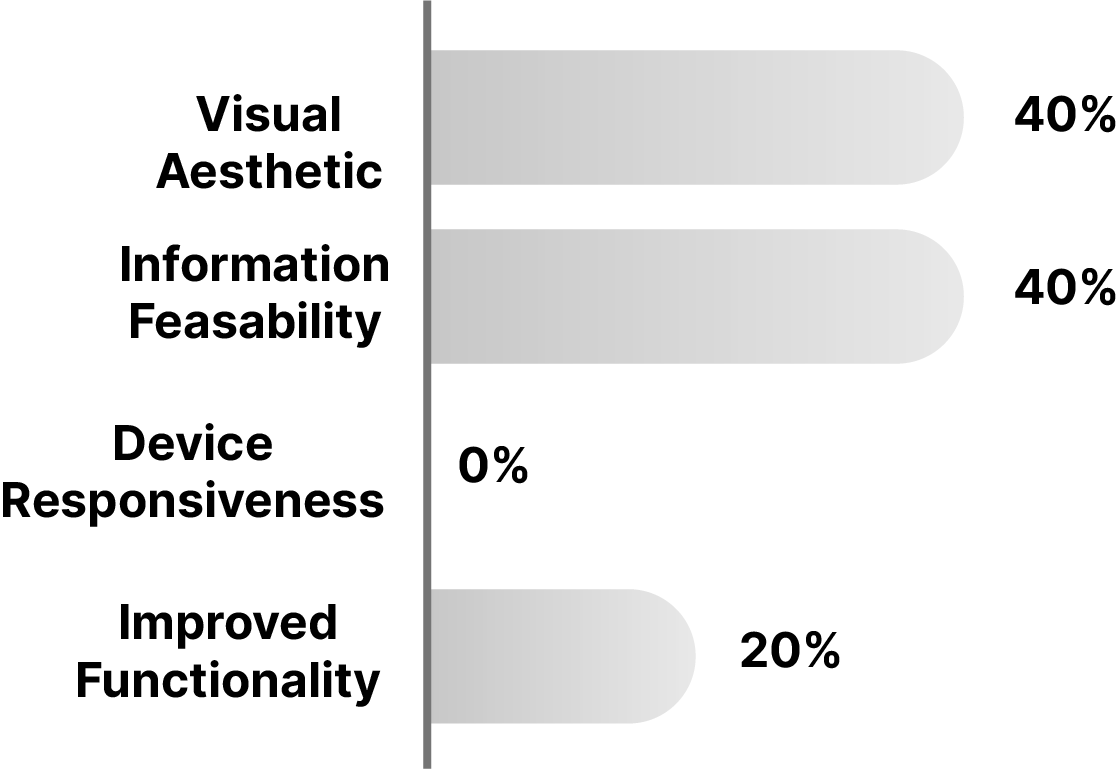 Visual
Aesthetic
40%
Information
Feasability
40%
Device
Responsiveness
0%
Improved
Functionality
20%